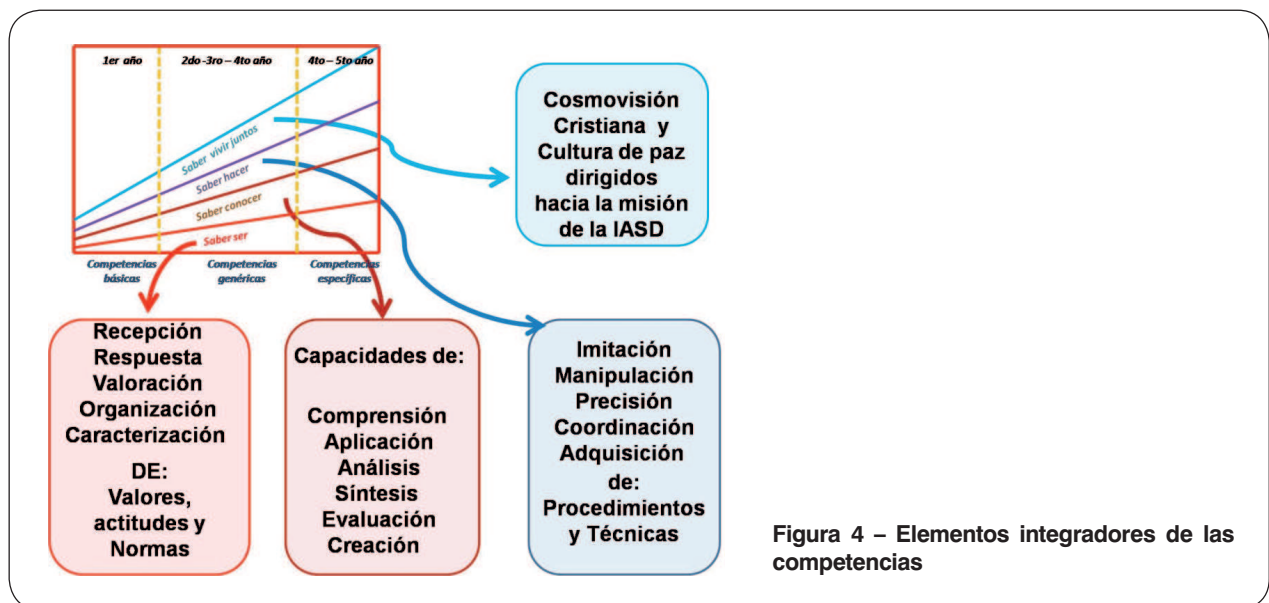 1er año
2do -3ro – 4to año
4to – 5to año
Saber vivir juntos
Saber hacer
Saber conocer
Saber ser
Competencias
básicas
Competencias
genéricas
Competencias
específicas
Cosmovisión
Cristiana y
Cultura de paz
dirigidos
hacia la misión
de la IASD
Recepción
Respuesta
Valoración
Organización
Caracterización
DE:
Valores,
actitudes y
Normas
Capacidades de:
Comprensión
Aplicación
Análisis
Síntesis
Evaluación
Creación
Imitación
Manipulación
Precisión
Coordinación
Adquisición
de:
Procedimientos
y Técnicas
Figura 4 – Elementos integradores de las
competencias